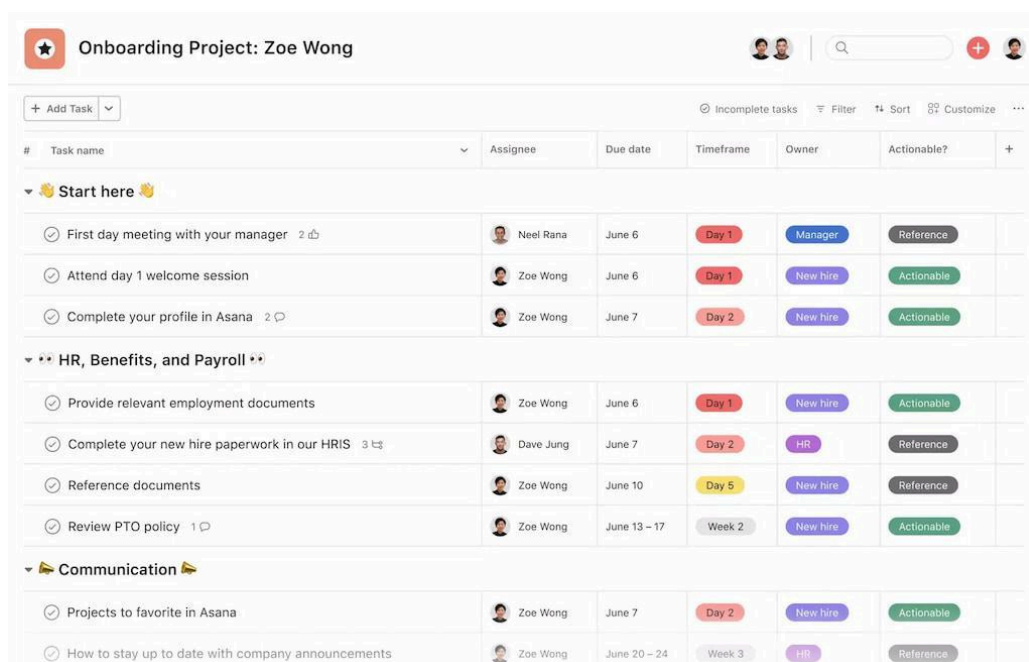 Onboarding Project: Zoe Wong
+ Add Task
Incomplete tasks Filter Sort Customize ...
# Task name Assignee Due date Timeframe Owner Actionable? +
👋 Start here 👋
First day meeting with your manager 2 Neel Rana June 6 Day 1 Manager Reference
Attend day 1 welcome session Zoe Wong June 6 Day 1 New hire Actionable
Complete your profile in Asana 2 Zoe Wong June 7 Day 2 New hire Actionable
👀 HR, Benefits, and Payroll 👀
Provide relevant employment documents Zoe Wong June 6 Day 1 New hire Actionable
Complete your new hire paperwork in our HRIS 3 Dave Jung June 7 Day 2 HR Reference
Reference documents Zoe Wong June 10 Day 5 New hire Reference
Review PTO policy 1 Zoe Wong June 13 – 17 Week 2 New hire Actionable
Communication
Projects to favorite in Asana Zoe Wong June 7 Day 2 New hire Actionable
How to stay up to date with company announcements Zoe Wong June 20 – 24 Week 3 HR Reference